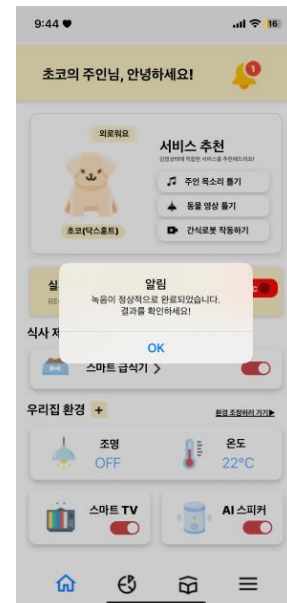 9:44
16
초코의 주인님, 안녕하세요!
1
외로워요
초코(닥스훈트)
서비스 추천
주인 목소리 틀기
동물 영상 틀기
간식로봇 작동하기
실
알림
녹음이 정상적으로 완료되었습니다.
결과를 확인하세요!
OK
식사 제
스마트 급식기 >
우리집 환경 +
환경 조정하러 가기▶
조명
OFF
온도
22°C
스마트 TV
AI 스피커